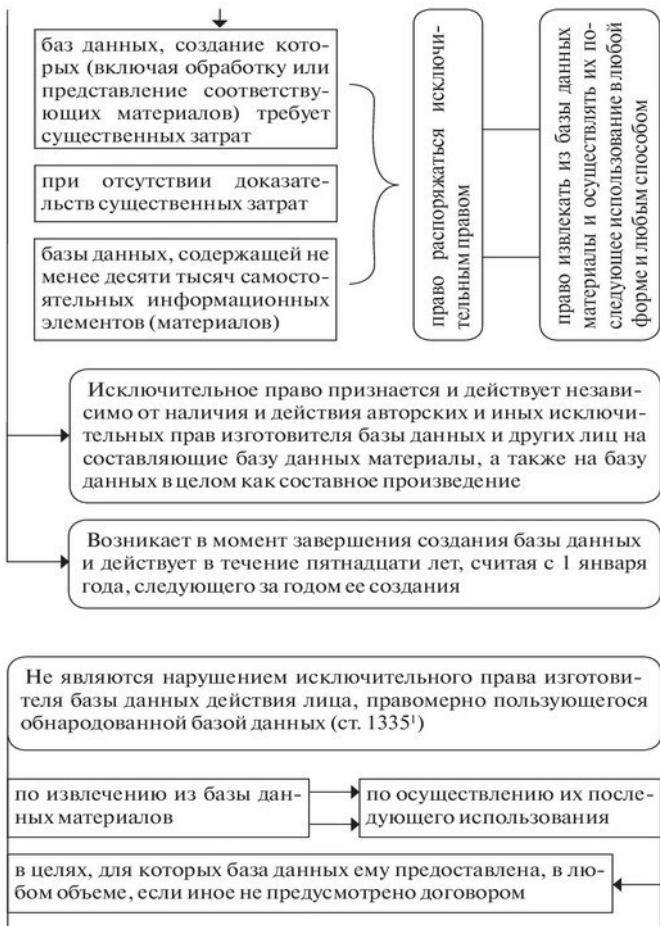 баз данных, создание кото-
рых (включая обработку или
представление соответству-
ющих материалов) требует
существенных затрат
при отсутствии доказатель-
ств существенных затрат
базы данных, содержащей не
менее десяти тысяч самосто-
ятельных информационных
элементов (материалов)
право распоряжаться исключи-
тельным правом
право извлекать из базы данных
материалы и осуществлять их по-
следующее использование в любой
форме и любым способом
Исключительное право признается и действует незави-
симо от наличия и действия авторских и иных исключи-
тельных прав изготовителя базы данных и других лиц на
составляющие базу данных материалы, а также на базу
данных в целом как составное произведение
Возникает в момент завершения создания базы данных
и действует в течение пятнадцати лет, считая с 1 января
года, следующего за годом ее создания
Не являются нарушением исключительного права изготови-
теля базы данных действия лица, правомерно пользующегося
обнародованной базой данных (ст. 1335¹)
по извлечению из базы дан-
ных материалов
по осуществлению их после-
дующего использования
в целях, для которых база данных ему предоставлена, в лю-
бом объеме, если иное не предусмотрено договором